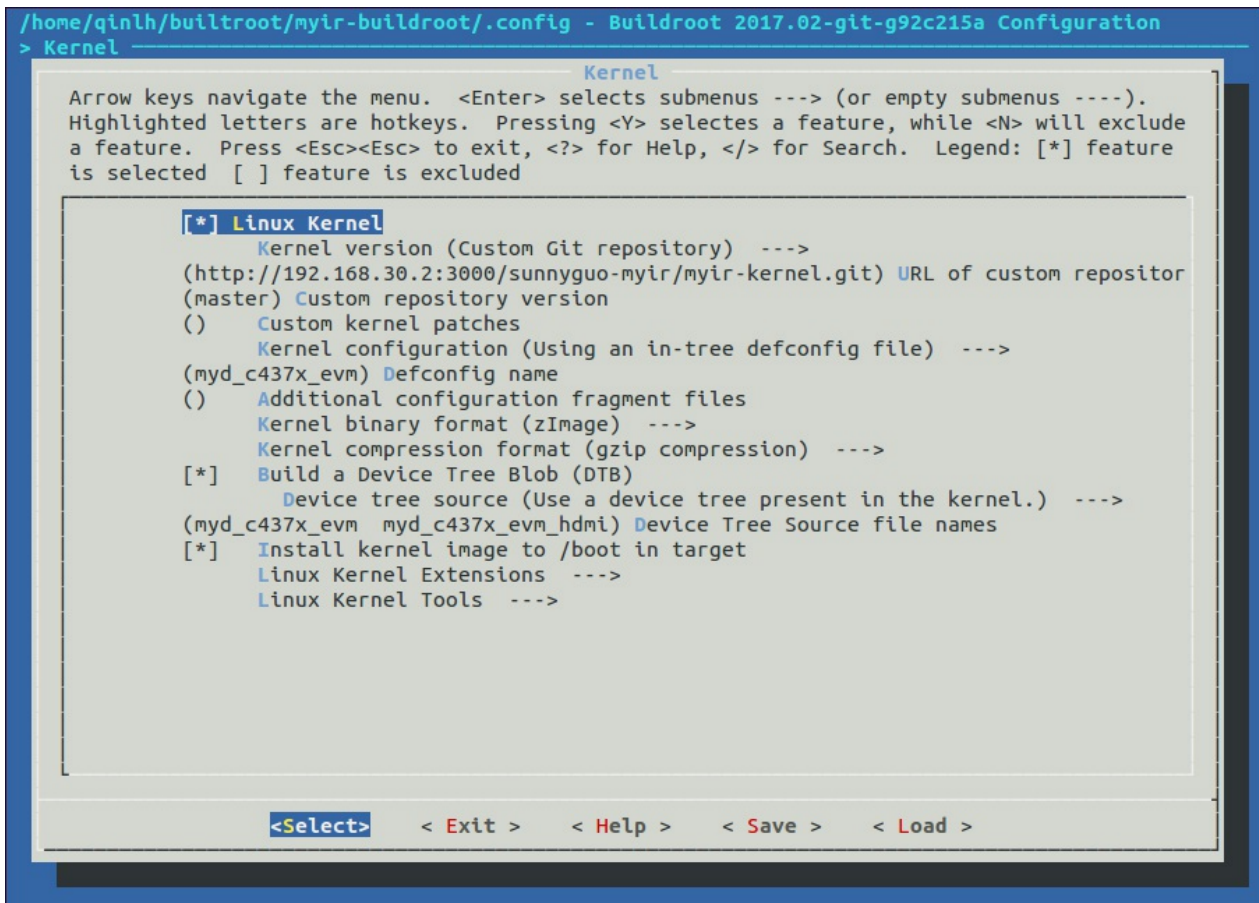 /home/qinlh/builtroot/myir-buildroot/.config - Buildroot 2017.02-git-g92c215a Configuration
> Kernel
Kernel
Arrow keys navigate the menu.  <Enter> selects submenus ---> (or empty submenus ----).
Highlighted letters are hotkeys.  Pressing <Y> selectes a feature, while <N> will exclude
a feature.  Press <Esc><Esc> to exit, <?> for Help, </> for Search.  Legend: [*] feature
is selected  [ ] feature is excluded
[*] Linux Kernel
Kernel version (Custom Git repository)  --->
(http://192.168.30.2:3000/sunnyguo-myir/myir-kernel.git) URL of custom repositor
(master) Custom repository version
()    Custom kernel patches
Kernel configuration (Using an in-tree defconfig file)  --->
(myd_c437x_evm) Defconfig name
()    Additional configuration fragment files
Kernel binary format (zImage)  --->
Kernel compression format (gzip compression)  --->
[*]   Build a Device Tree Blob (DTB)
Device tree source (Use a device tree present in the kernel.)  --->
(myd_c437x_evm  myd_c437x_evm_hdmi) Device Tree Source file names
[*]   Install kernel image to /boot in target
Linux Kernel Extensions  --->
Linux Kernel Tools  --->
<Select>    < Exit >    < Help >    < Save >    < Load >